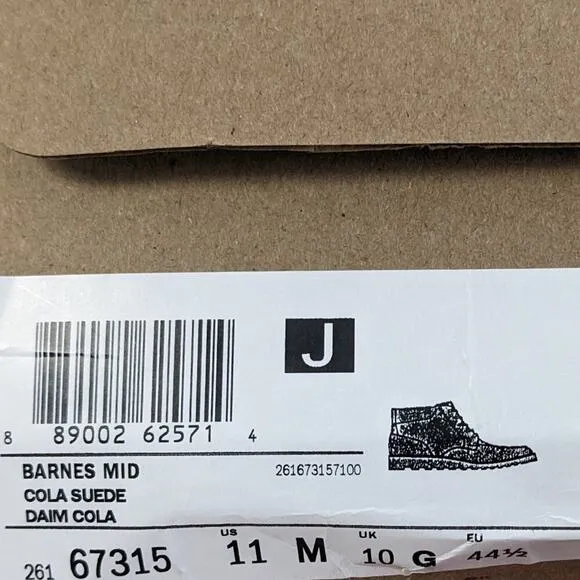 J
8 89002 62571 4
BARNES MID 261673157100
COLA SUEDE
DAIM COLA
US UK EU
261 67315 11 M 10 G 44½